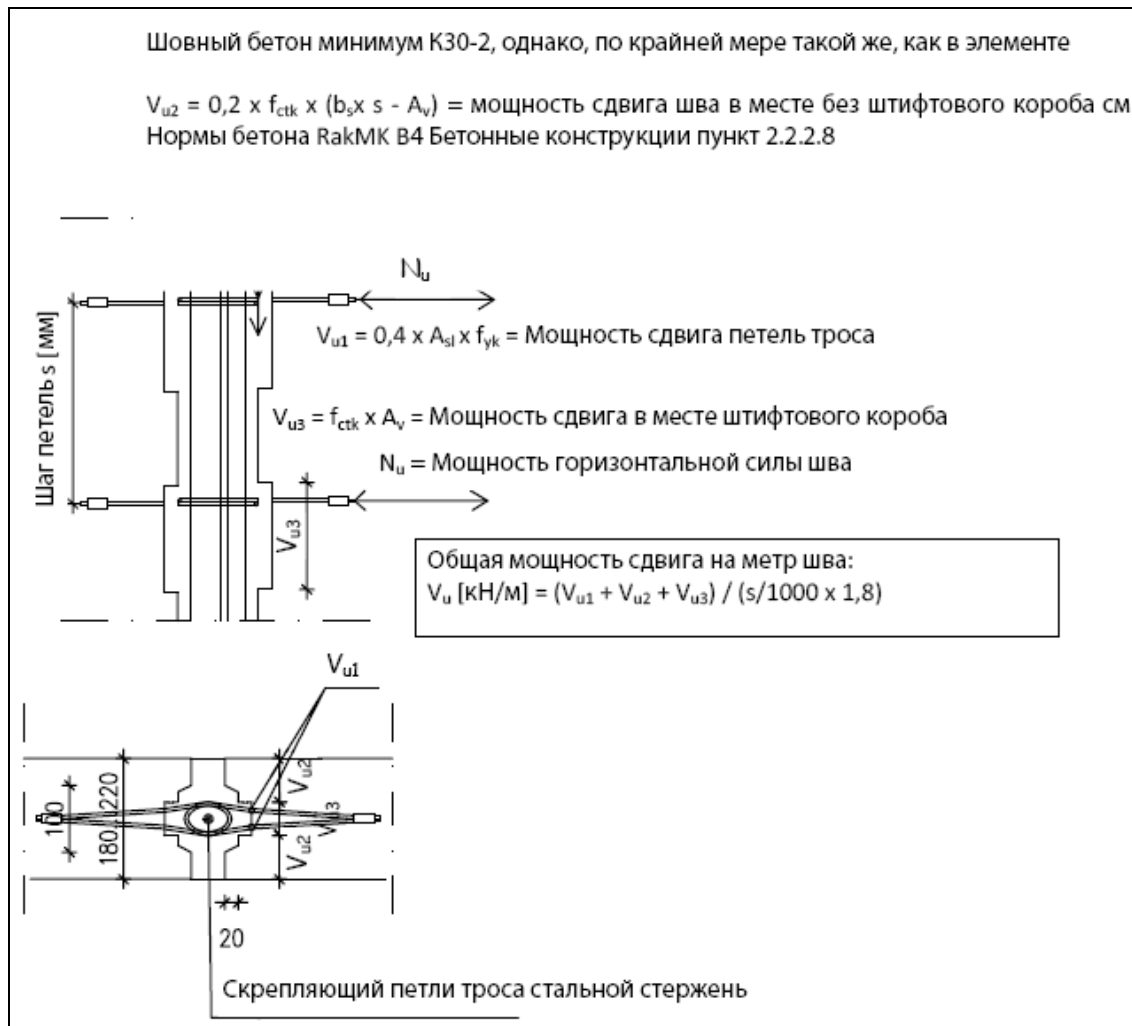 Шовный бетон минимум К30-2, однако, по крайней мере такой же, как в элементе
V_u2 = 0,2 x f_ctk x (b_s x s - A_v) = мощность сдвига шва в месте без штифтового короба см
Нормы бетона RakMK B4 Бетонные конструкции пункт 2.2.2.8
N_u
V_u1 = 0,4 x A_sl x f_yk = Мощность сдвига петель троса
Шаг петель s [мм]
V_u3 = f_ctk x A_v = Мощность сдвига в месте штифтового короба
N_u = Мощность горизонтальной силы шва
V_u3
Общая мощность сдвига на метр шва:
V_u [кН/м] = (V_u1 + V_u2 + V_u3) / (s/1000 x 1,8)
V_u1
V_u2
100
180...220
V_u3
V_u2
20
Скрепляющий петли троса стальной стержень